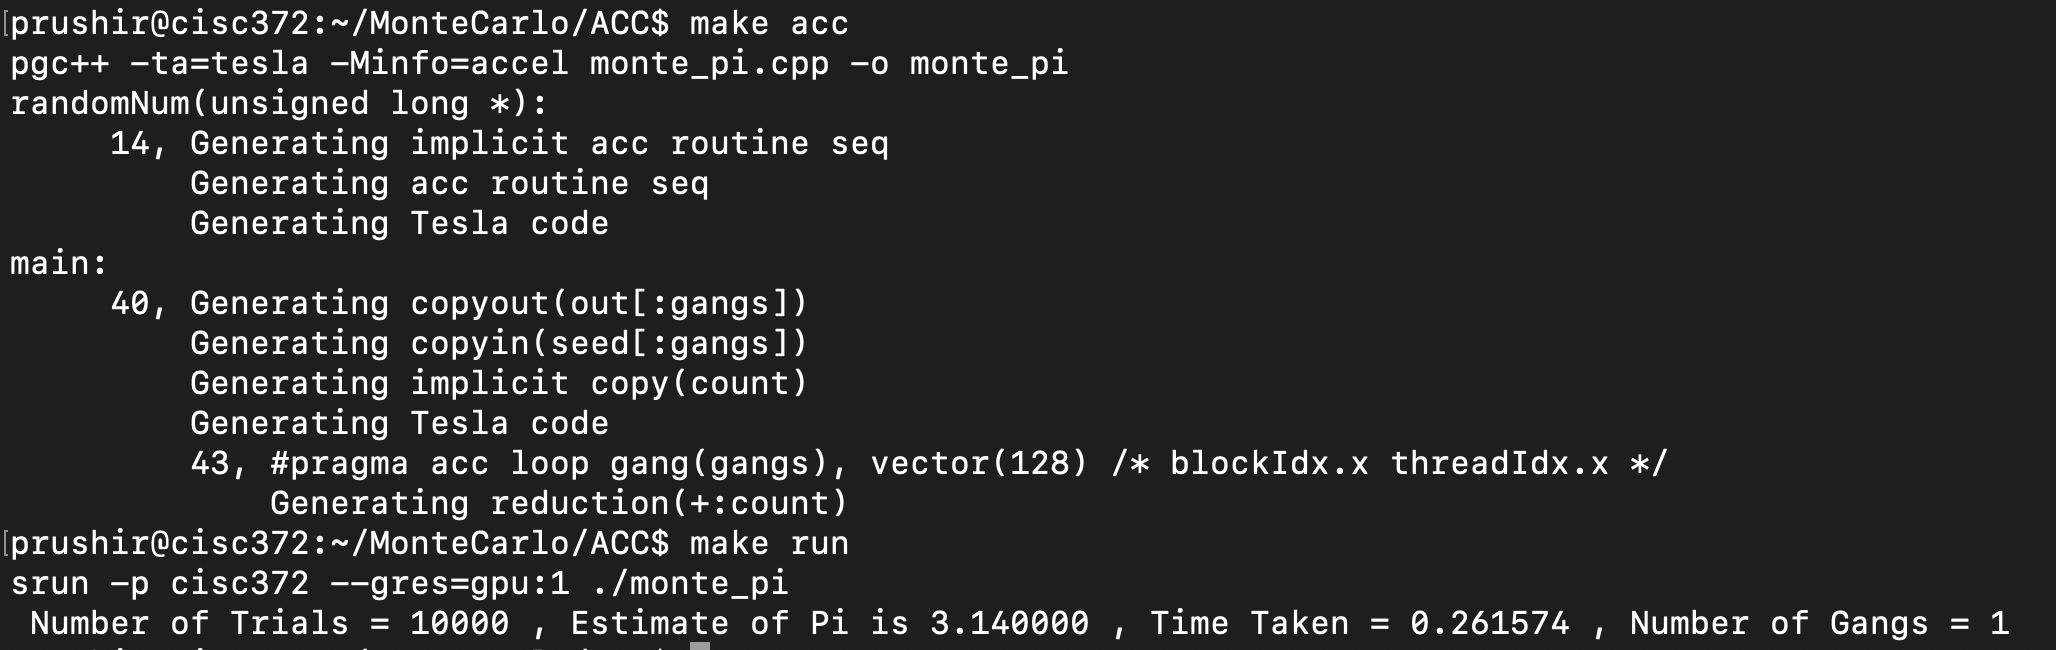 [prushir@cisc372:~/MonteCarlo/ACC$ make acc
pgc++ -ta=tesla -Minfo=accel monte_pi.cpp -o monte_pi
randomNum(unsigned long *):
     14, Generating implicit acc routine seq
         Generating acc routine seq
         Generating Tesla code
main:
     40, Generating copyout(out[:gangs])
         Generating copyin(seed[:gangs])
         Generating implicit copy(count)
         Generating Tesla code
         43, #pragma acc loop gang(gangs), vector(128) /* blockIdx.x threadIdx.x */
             Generating reduction(+:count)
[prushir@cisc372:~/MonteCarlo/ACC$ make run
srun -p cisc372 --gres=gpu:1 ./monte_pi
 Number of Trials = 10000 , Estimate of Pi is 3.140000 , Time Taken = 0.261574 , Number of Gangs = 1